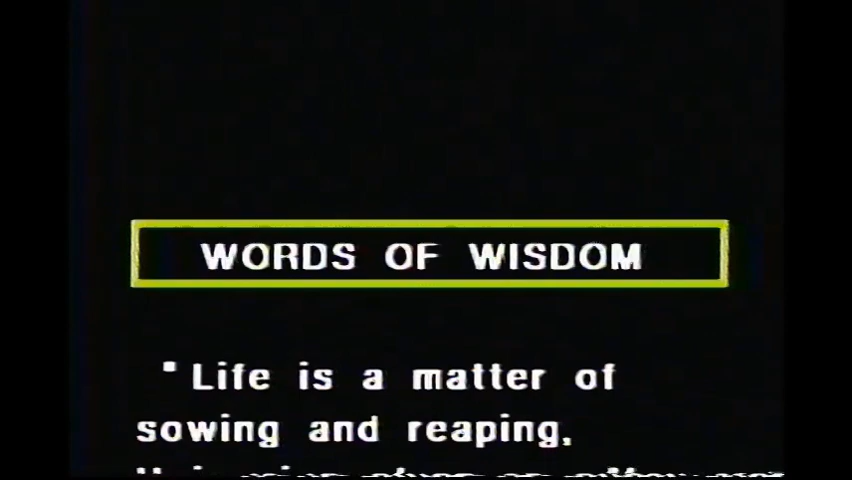 WORDS OF WISDOM
"Life is a matter of
sowing and reaping,